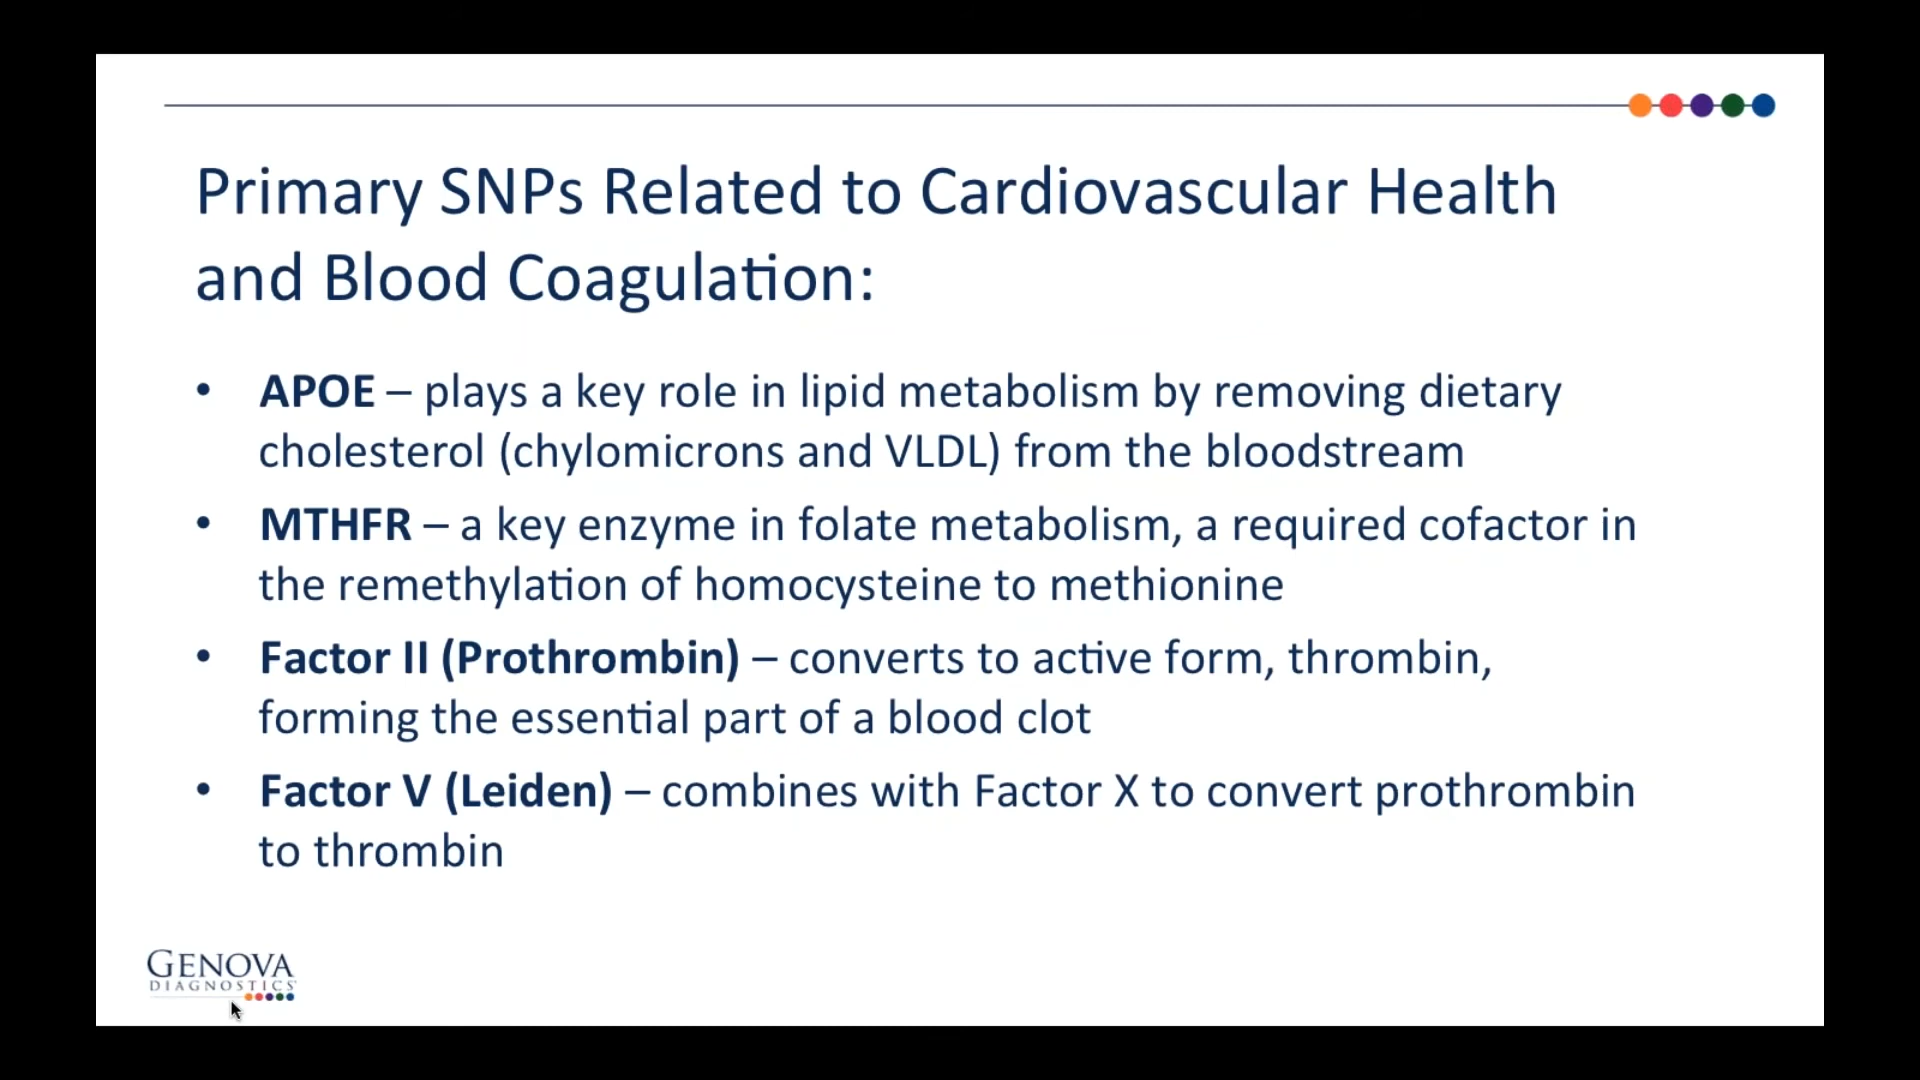 Primary SNPs Related to Cardiovascular Health
and Blood Coagulation:
• APOE – plays a key role in lipid metabolism by removing dietary
cholesterol (chylomicrons and VLDL) from the bloodstream
• MTHFR – a key enzyme in folate metabolism, a required cofactor in
the remethylation of homocysteine to methionine
• Factor II (Prothrombin) – converts to active form, thrombin,
forming the essential part of a blood clot
• Factor V (Leiden) – combines with Factor X to convert prothrombin
to thrombin
GENOVA
DIAGNOSTICS